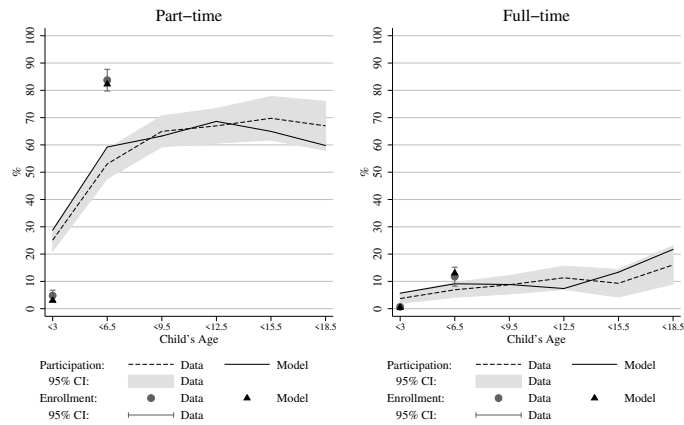 Part−time
100
90
80
70
60
50
40
30
20
10
0
%
<3 <6.5 <9.5 <12.5 <15.5 <18.5
Child's Age
Participation: Data Model
95% CI: Data
Enrollment: Data Model
95% CI: Data
Full−time
100
90
80
70
60
50
40
30
20
10
0
%
<3 <6.5 <9.5 <12.5 <15.5 <18.5
Child's Age
Participation: Data Model
95% CI: Data
Enrollment: Data Model
95% CI: Data